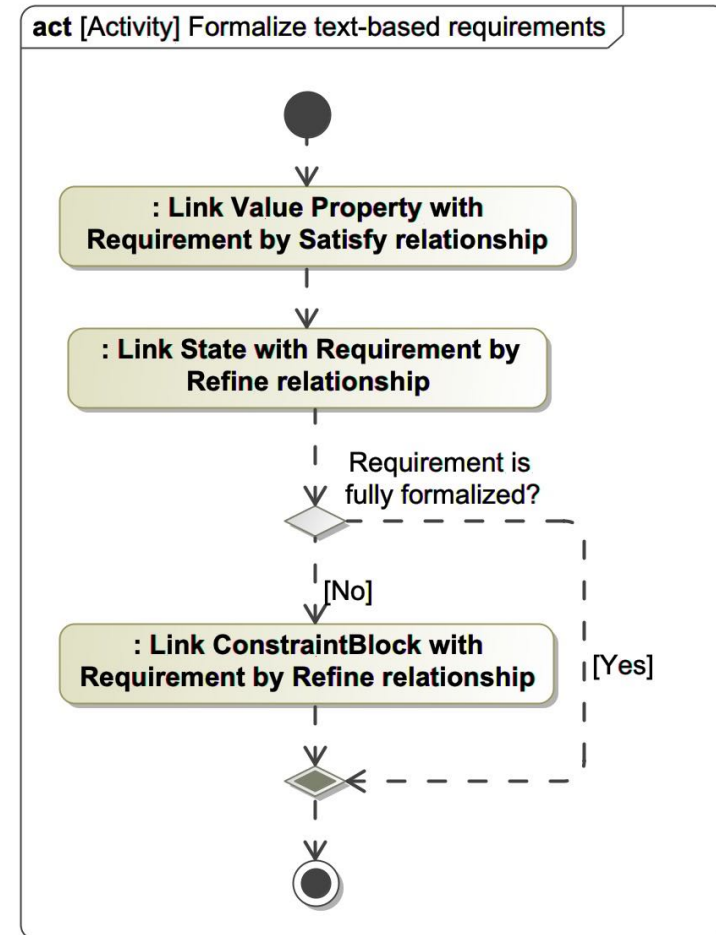 act [Activity] Formalize text-based requirements
: Link Value Property with
Requirement by Satisfy relationship
: Link State with Requirement by
Refine relationship
Requirement is
fully formalized?
[No]
: Link ConstraintBlock with
Requirement by Refine relationship
[Yes]